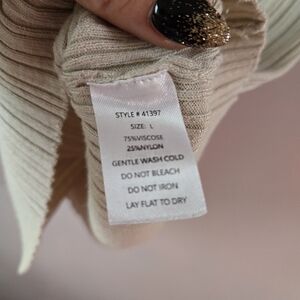 STYLE # 41397
SIZE: L
75%VISCOSE
25%NYLON
GENTLE WASH COLD
DO NOT BLEACH
DO NOT IRON
LAY FLAT TO DRY